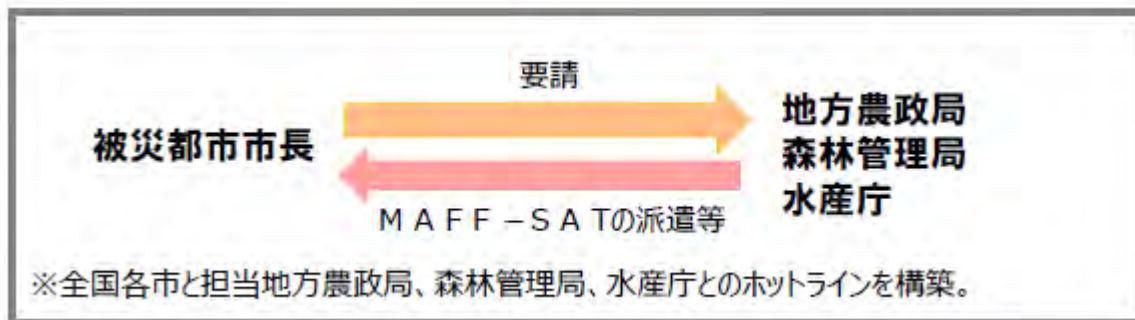 要請
被災都市市長
地方農政局
森林管理局
水産庁
MAFF－SATの派遣等
※全国各市と担当地方農政局、森林管理局、水産庁とのホットラインを構築。